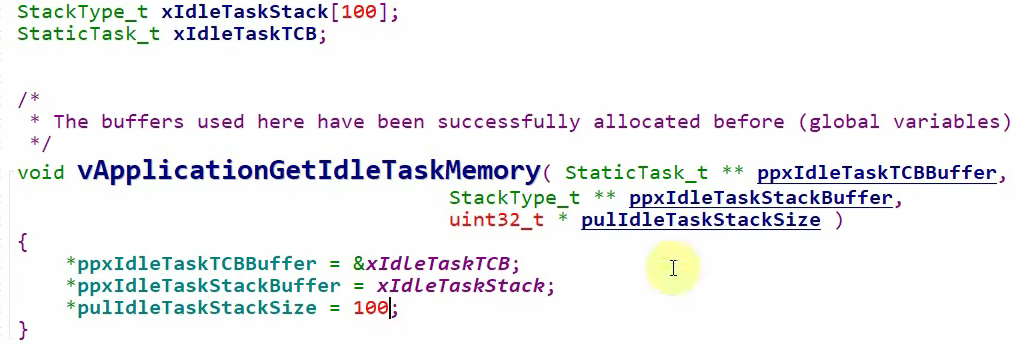 StackType_t xIdleTaskStack[100];
StaticTask_t xIdleTaskTCB;
/*
* The buffers used here have been successfully allocated before (global variables)
*/
void vApplicationGetIdleTaskMemory( StaticTask_t ** ppxIdleTaskTCBBuffer,
StackType_t ** ppxIdleTaskStackBuffer,
uint32_t * pulIdleTaskStackSize )
{
*ppxIdleTaskTCBBuffer = &xIdleTaskTCB;
*ppxIdleTaskStackBuffer = xIdleTaskStack;
*pulIdleTaskStackSize = 100;
}